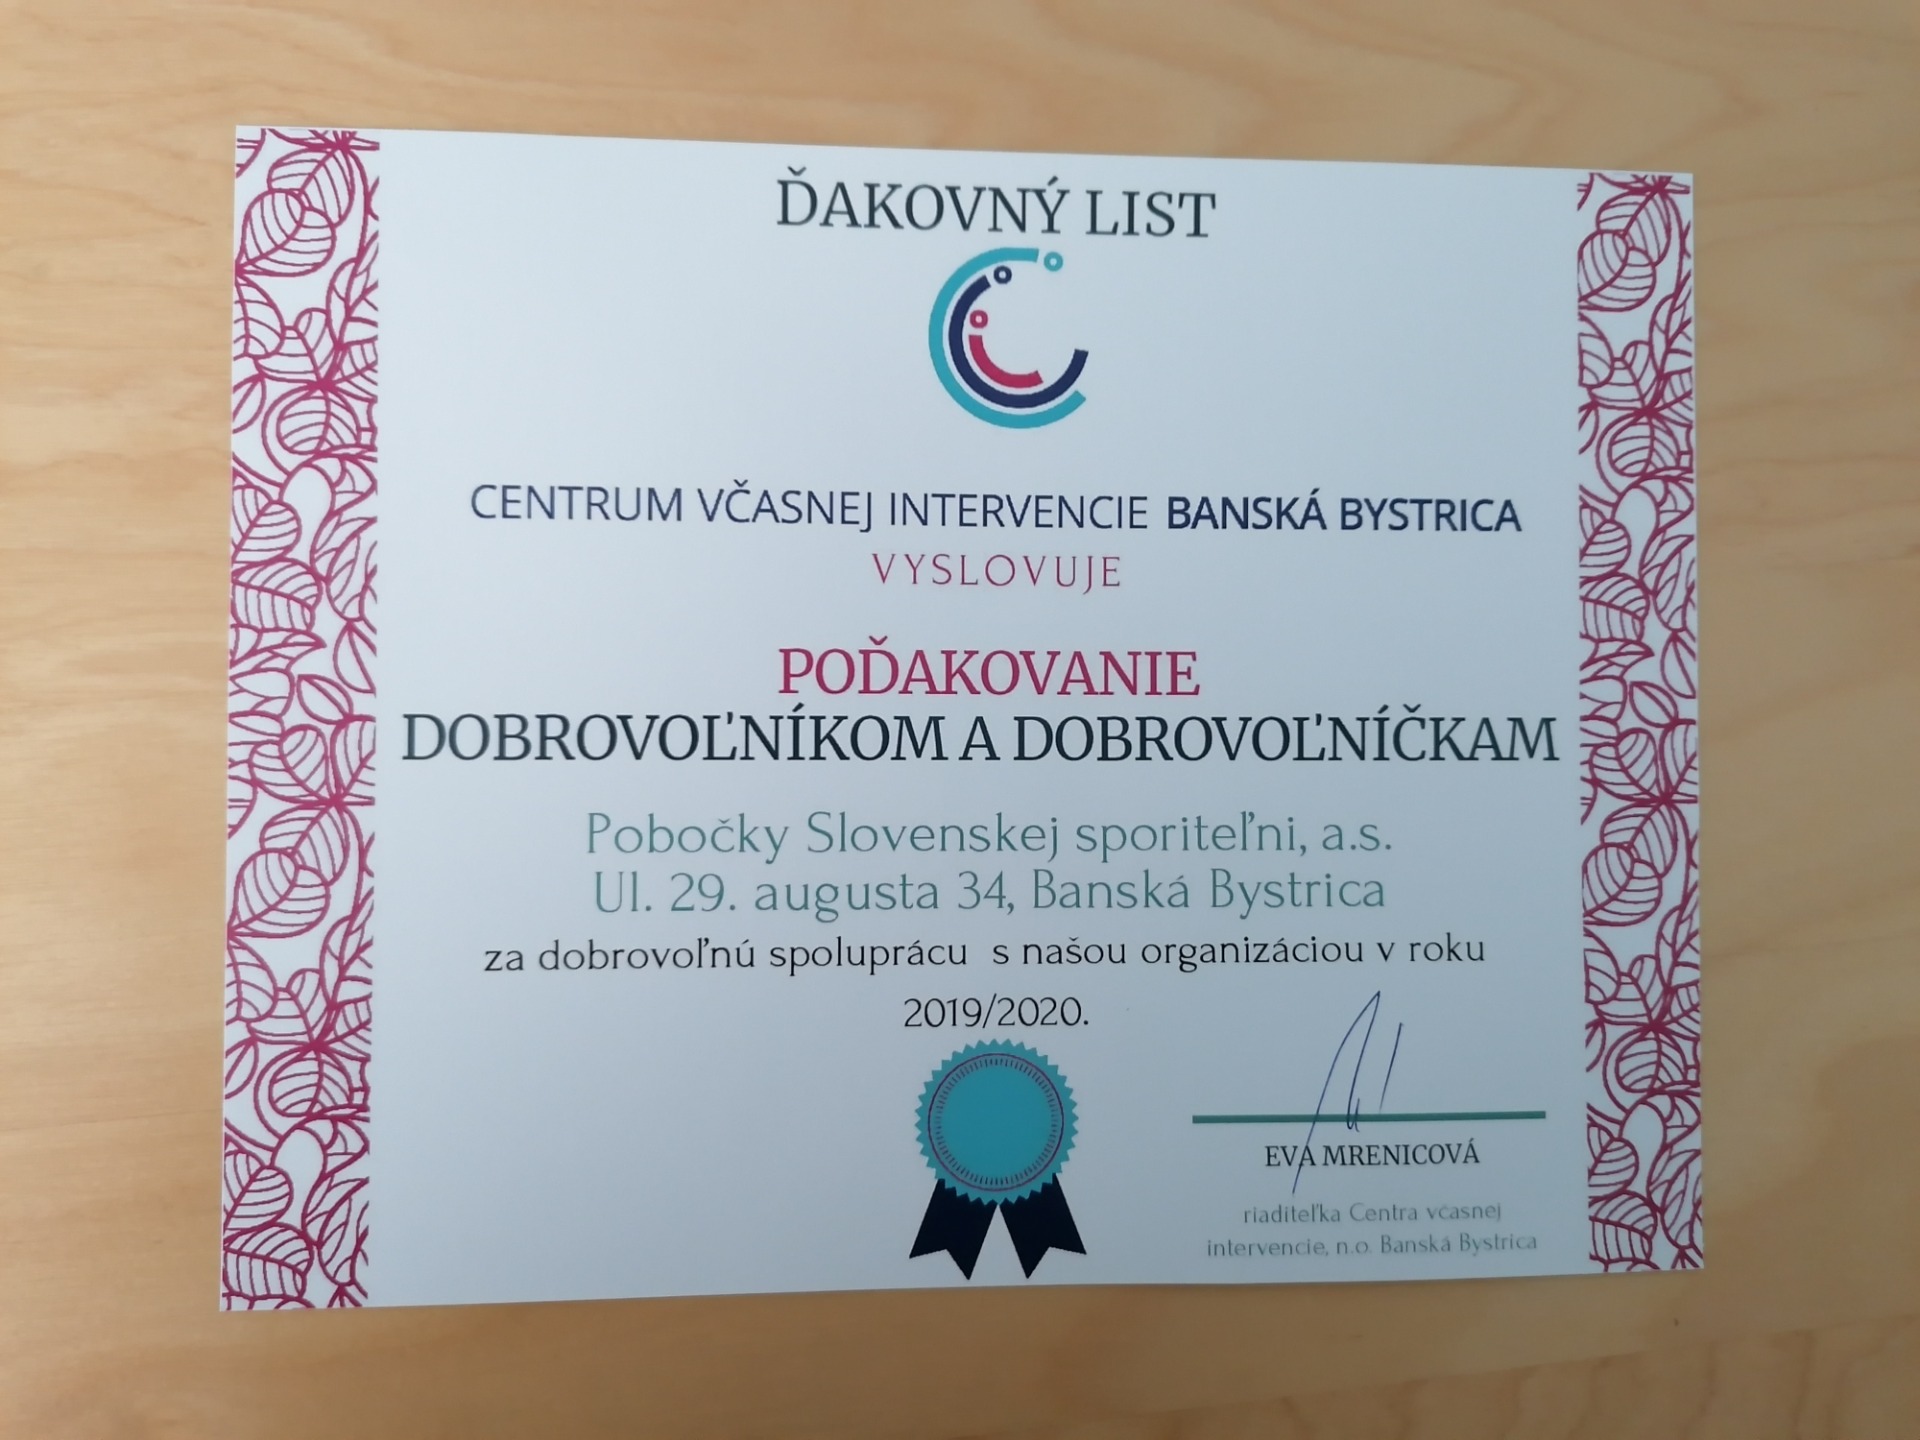 ĎAKOVNÝ LIST
CENTRUM VČASNEJ INTERVENCIE BANSKÁ BYSTRICA
VYSLOVUJE
POĎAKOVANIE
DOBROVOĽNÍKOM A DOBROVOĽNÍČKAM
Pobočky Slovenskej sporiteľni, a.s.
Ul. 29. augusta 34, Banská Bystrica
za dobrovoľnú spoluprácu s našou organizáciou v roku
2019/2020.
EVA MRENICOVÁ
riaditeľka Centra včasnej
intervencie, n.o. Banská Bystrica